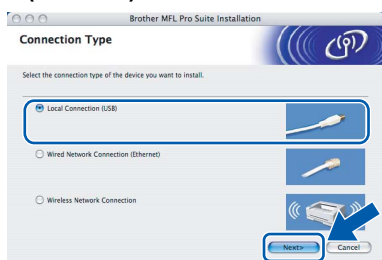 Brother MFL Pro Suite Installation
Connection Type
Select the connection type of the device you want to install.
Local Connection (USB)
Wired Network Connection (Ethernet)
Wireless Network Connection
Next>
Cancel